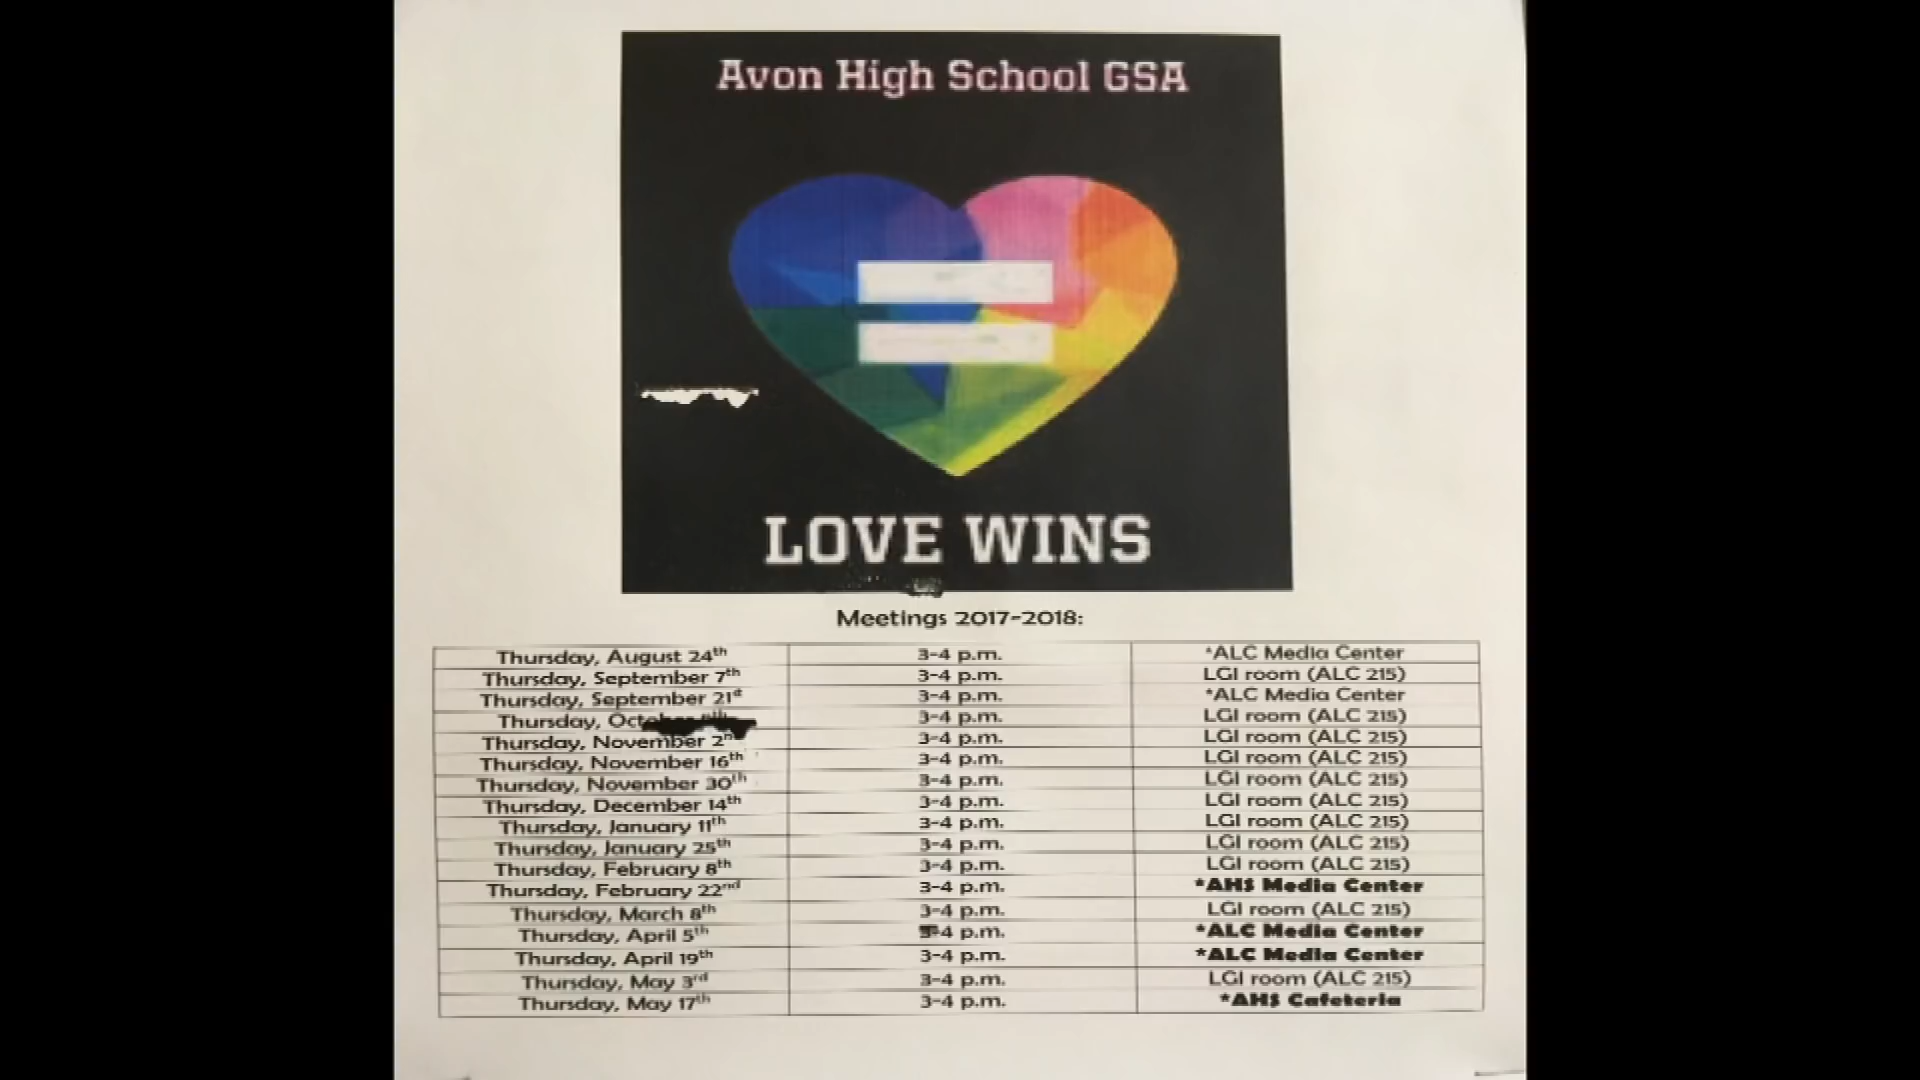 Avon High School GSA
LOVE WINS
Meetings 2017-2018:
Thursday, August 24th 3-4 p.m. *ALC Media Center
Thursday, September 7th 3-4 p.m. LGI room (ALC 215)
Thursday, September 21st 3-4 p.m. *ALC Media Center
Thursday, 3-4 p.m. LGI room (ALC 215)
Thursday, November 2nd 3-4 p.m. LGI room (ALC 215)
Thursday, November 16th 3-4 p.m. LGI room (ALC 215)
Thursday, November 30th 3-4 p.m. LGI room (ALC 215)
Thursday, December 14th 3-4 p.m. LGI room (ALC 215)
Thursday, January 11th 3-4 p.m. LGI room (ALC 215)
Thursday, January 25th 3-4 p.m. LGI room (ALC 215)
Thursday, February 8th 3-4 p.m. LGI room (ALC 215)
Thursday, February 22nd 3-4 p.m. *AHS Media Center
Thursday, March 8th 3-4 p.m. LGI room (ALC 215)
Thursday, April 5th 3-4 p.m. *ALC Media Center
Thursday, April 19th 3-4 p.m. *ALC Media Center
Thursday, May 3rd 3-4 p.m. LGI room (ALC 215)
Thursday, May 17th 3-4 p.m. *AHS Cafeteria